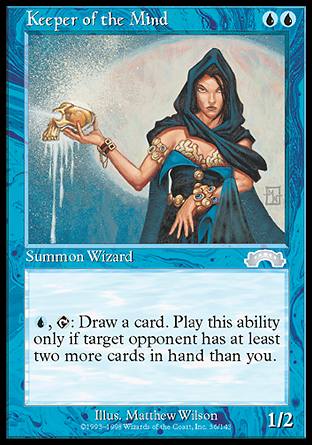 Keeper of the Mind
Summon Wizard
, : Draw a card. Play this ability
only if target opponent has at least
two more cards in hand than you.
Illus. Matthew Wilson
©1993-1998 Wizards of the Coast, Inc. 36/143
1/2